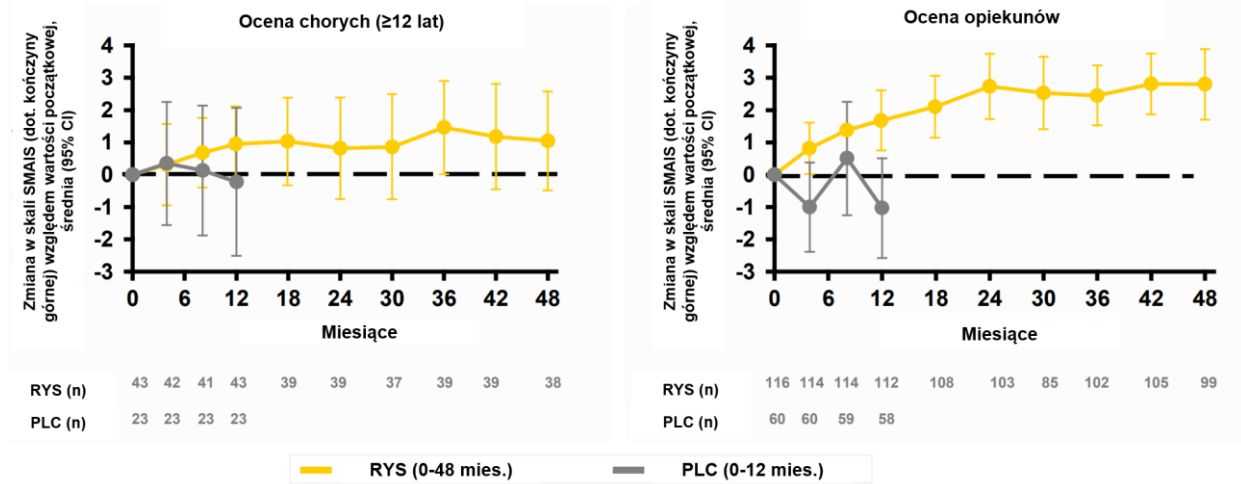 Ocena chorych (≥12 lat)
Zmiana w skali SMAIS (dot. kończyny
górnej) względem wartości początkowej,
średnia (95% CI)
4
3
2
1
0
-1
-2
-3
0 6 12 18 24 30 36 42 48
Miesiące
RYS (n) 43 42 41 43 39 39 37 39 39 38
PLC (n) 23 23 23 23
Ocena opiekunów
Zmiana w skali SMAIS (dot. kończyny
górnej) względem wartości początkowej,
średnia (95% CI)
4
3
2
1
0
-1
-2
-3
0 6 12 18 24 30 36 42 48
Miesiące
RYS (n) 116 114 114 112 108 103 85 102 105 99
PLC (n) 60 60 59 58
RYS (0-48 mies.) PLC (0-12 mies.)